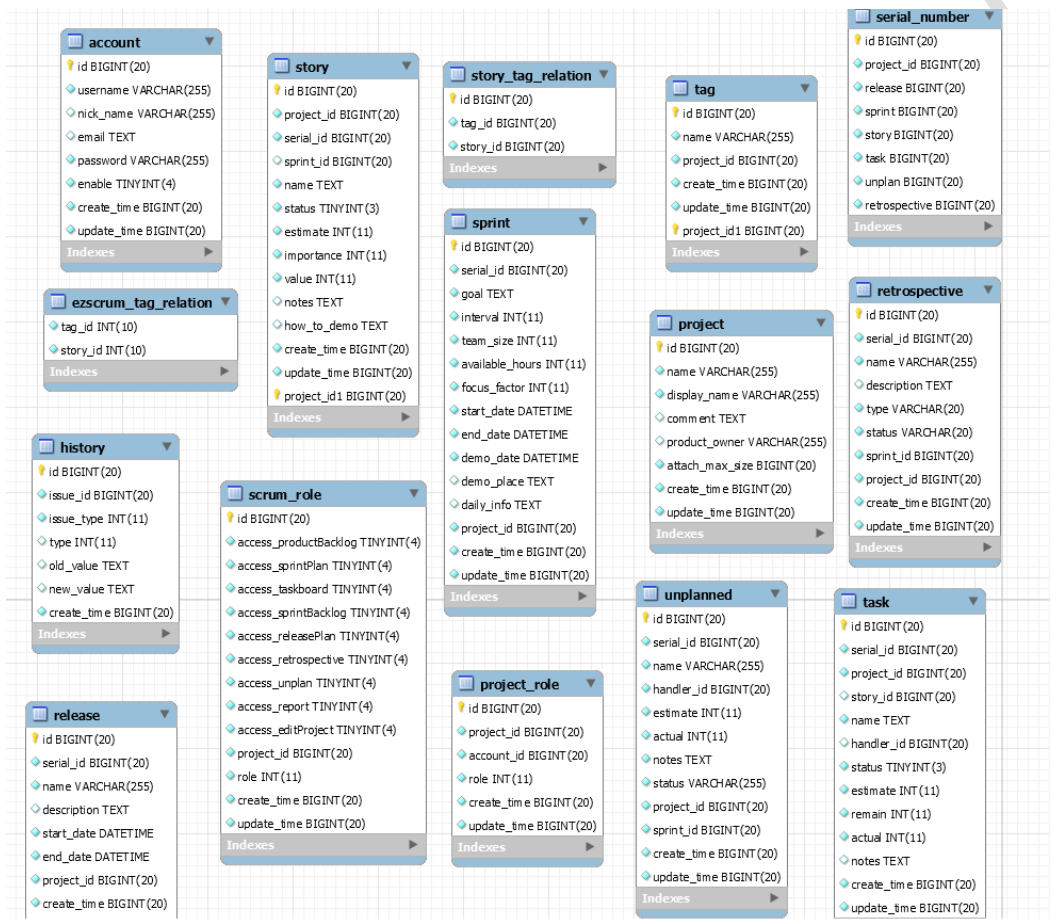 account
id BIGINT(20)
username VARCHAR(255)
nick_name VARCHAR(255)
email TEXT
password VARCHAR(255)
enable TINYINT(4)
create_time BIGINT(20)
update_time BIGINT(20)
Indexes
story
id BIGINT(20)
project_id BIGINT(20)
serial_id BIGINT(20)
sprint_id BIGINT(20)
name TEXT
status TINYINT(3)
estimate INT(11)
importance INT(11)
value INT(11)
notes TEXT
how_to_demo TEXT
create_time BIGINT(20)
update_time BIGINT(20)
project_id1 BIGINT(20)
Indexes
story_tag_relation
id BIGINT(20)
tag_id BIGINT(20)
story_id BIGINT(20)
Indexes
tag
id BIGINT(20)
name VARCHAR(255)
project_id BIGINT(20)
create_time BIGINT(20)
update_time BIGINT(20)
project_id1 BIGINT(20)
Indexes
serial_number
id BIGINT(20)
project_id BIGINT(20)
release BIGINT(20)
sprint BIGINT(20)
story BIGINT(20)
task BIGINT(20)
unplan BIGINT(20)
retrospective BIGINT(20)
Indexes
ezscrum_tag_relation
tag_id INT(10)
story_id INT(10)
Indexes
sprint
id BIGINT(20)
serial_id BIGINT(20)
goal TEXT
interval INT(11)
team_size INT(11)
available_hours INT(11)
focus_factor INT(11)
start_date DATETIME
end_date DATETIME
demo_date DATETIME
demo_place TEXT
daily_info TEXT
project_id BIGINT(20)
create_time BIGINT(20)
update_time BIGINT(20)
Indexes
project
id BIGINT(20)
name VARCHAR(255)
display_name VARCHAR(255)
comment TEXT
product_owner VARCHAR(255)
attach_max_size BIGINT(20)
create_time BIGINT(20)
update_time BIGINT(20)
Indexes
retrospective
id BIGINT(20)
serial_id BIGINT(20)
name VARCHAR(255)
description TEXT
type VARCHAR(20)
status VARCHAR(20)
sprint_id BIGINT(20)
project_id BIGINT(20)
create_time BIGINT(20)
update_time BIGINT(20)
Indexes
history
id BIGINT(20)
issue_id BIGINT(20)
issue_type INT(11)
type INT(11)
old_value TEXT
new_value TEXT
create_time BIGINT(20)
Indexes
scrum_role
id BIGINT(20)
access_productBacklog TINYINT(4)
access_sprintPlan TINYINT(4)
access_taskboard TINYINT(4)
access_sprintBacklog TINYINT(4)
access_releasePlan TINYINT(4)
access_retrospective TINYINT(4)
access_unplan TINYINT(4)
access_report TINYINT(4)
access_editProject TINYINT(4)
project_id BIGINT(20)
role INT(11)
create_time BIGINT(20)
update_time BIGINT(20)
Indexes
unplanned
id BIGINT(20)
serial_id BIGINT(20)
name VARCHAR(255)
handler_id BIGINT(20)
estimate INT(11)
actual INT(11)
notes TEXT
status VARCHAR(255)
project_id BIGINT(20)
sprint_id BIGINT(20)
create_time BIGINT(20)
update_time BIGINT(20)
Indexes
task
id BIGINT(20)
serial_id BIGINT(20)
project_id BIGINT(20)
story_id BIGINT(20)
name TEXT
handler_id BIGINT(20)
status TINYINT(3)
estimate INT(11)
remain INT(11)
actual INT(11)
notes TEXT
create_time BIGINT(20)
update_time BIGINT(20)
project_role
id BIGINT(20)
project_id BIGINT(20)
account_id BIGINT(20)
role INT(11)
create_time BIGINT(20)
update_time BIGINT(20)
Indexes
release
id BIGINT(20)
serial_id BIGINT(20)
name VARCHAR(255)
description TEXT
start_date DATETIME
end_date DATETIME
project_id BIGINT(20)
create_time BIGINT(20)